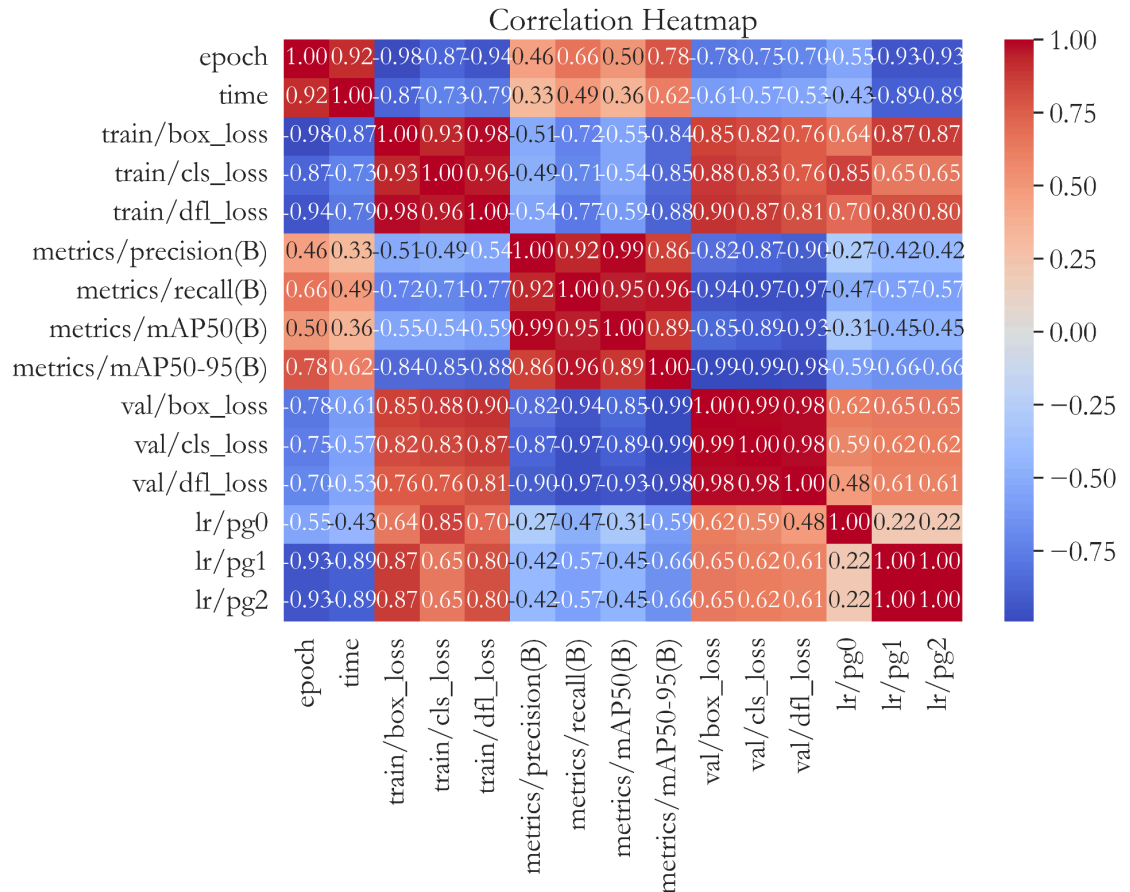 Correlation Heatmap
epoch 1.00 0.92 -0.98 -0.87 -0.94 0.46 0.66 0.50 0.78 -0.78 -0.75 -0.70 -0.55 -0.93 -0.93
time 0.92 1.00 -0.87 -0.73 -0.79 0.33 0.49 0.36 0.62 -0.61 -0.57 -0.53 -0.43 -0.89 -0.89
train/box_loss -0.98 -0.87 1.00 0.93 0.98 -0.51 -0.72 -0.55 -0.84 0.85 0.82 0.76 0.64 0.87 0.87
train/cls_loss -0.87 -0.73 0.93 1.00 0.96 -0.49 -0.71 -0.54 -0.85 0.88 0.83 0.76 0.85 0.65 0.65
train/dfl_loss -0.94 -0.79 0.98 0.96 1.00 -0.54 -0.77 -0.59 -0.88 0.90 0.87 0.81 0.70 0.80 0.80
metrics/precision(B) 0.46 0.33 -0.51 -0.49 -0.54 1.00 0.92 0.99 0.86 -0.82 -0.87 -0.90 -0.27 -0.42 -0.42
metrics/recall(B) 0.66 0.49 -0.72 -0.71 -0.77 0.92 1.00 0.95 0.96 -0.94 -0.97 -0.97 -0.47 -0.57 -0.57
metrics/mAP50(B) 0.50 0.36 -0.55 -0.54 -0.59 0.99 0.95 1.00 0.89 -0.85 -0.89 -0.93 -0.31 -0.45 -0.45
metrics/mAP50-95(B) 0.78 0.62 -0.84 -0.85 -0.88 0.86 0.96 0.89 1.00 -0.99 -0.99 -0.98 -0.59 -0.66 -0.66
val/box_loss -0.78 -0.61 0.85 0.88 0.90 -0.82 -0.94 -0.85 -0.99 1.00 0.99 0.98 0.62 0.65 0.65
val/cls_loss -0.75 -0.57 0.82 0.83 0.87 -0.87 -0.97 -0.89 -0.99 0.99 1.00 0.98 0.59 0.62 0.62
val/dfl_loss -0.70 -0.53 0.76 0.76 0.81 -0.90 -0.97 -0.93 -0.98 0.98 0.98 1.00 0.48 0.61 0.61
lr/pg0 -0.55 -0.43 0.64 0.85 0.70 -0.27 -0.47 -0.31 -0.59 0.62 0.59 0.48 1.00 0.22 0.22
lr/pg1 -0.93 -0.89 0.87 0.65 0.80 -0.42 -0.57 -0.45 -0.66 0.65 0.62 0.61 0.22 1.00 1.00
lr/pg2 -0.93 -0.89 0.87 0.65 0.80 -0.42 -0.57 -0.45 -0.66 0.65 0.62 0.61 0.22 1.00 1.00
epoch
time
train/box_loss
train/cls_loss
train/dfl_loss
metrics/precision(B)
metrics/recall(B)
metrics/mAP50(B)
metrics/mAP50-95(B)
val/box_loss
val/cls_loss
val/dfl_loss
lr/pg0
lr/pg1
lr/pg2
1.00
0.75
0.50
0.25
0.00
−0.25
−0.50
−0.75